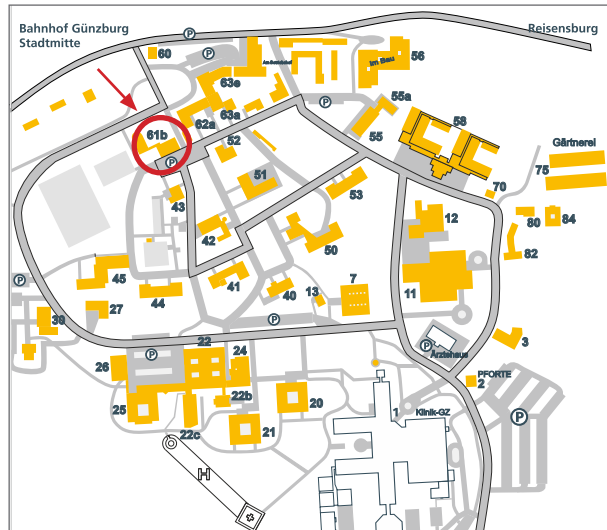 Bahnhof Günzburg
Stadtmitte
Reisensburg
P
60
56
Im Bau
63e
P
55a
63a
62a
58
61b
52
55
Gärtnerei
P
75
51
70
43
53
12
80
84
42
50
82
45
41
7
P
44
40
13
11
27
39
P
3
22
P
Ärztehaus
P
24
26
PFORTE
2
22b
20
25
1
Klinik-GZ
P
21
22c
H